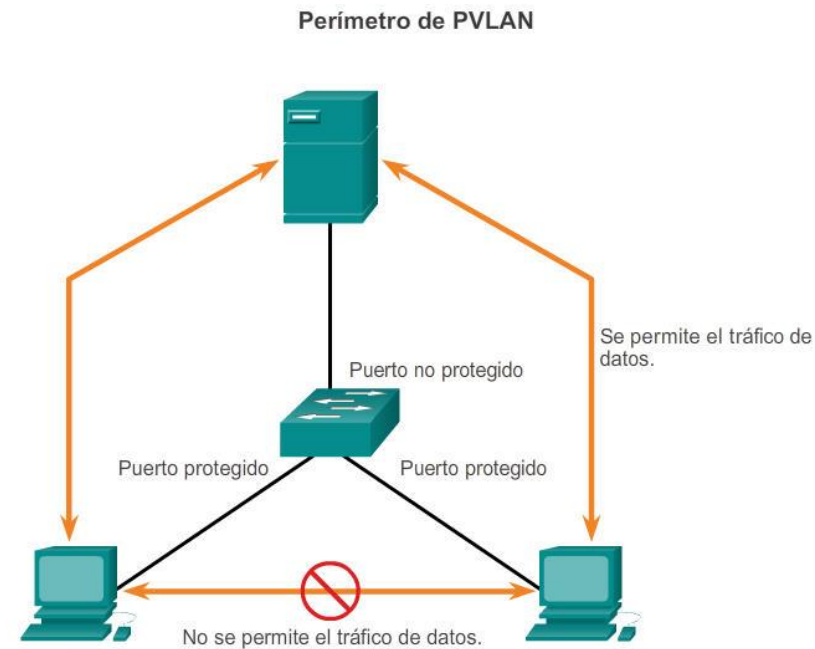 Perímetro de PVLAN
Se permite el tráfico de
datos.
Puerto no protegido
Puerto protegido
Puerto protegido
No se permite el tráfico de datos.